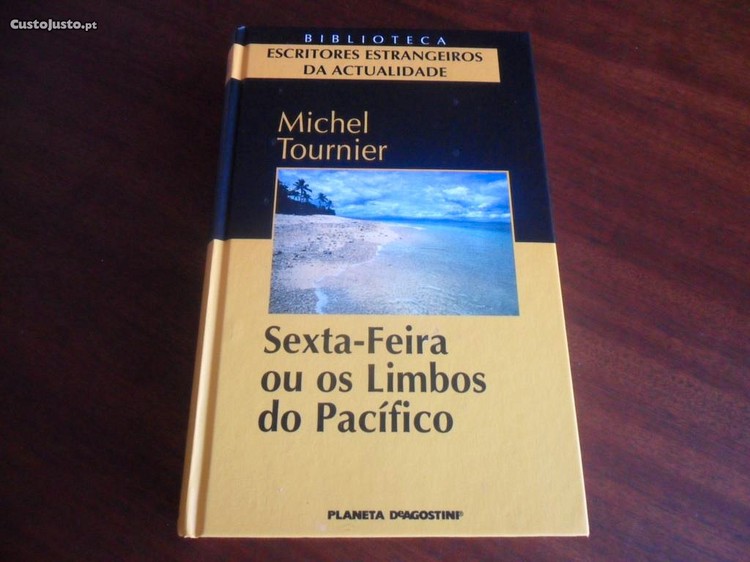 CustoJusto.pt
BIBLIOTECA
ESCRITORES ESTRANGEIROS
DA ACTUALIDADE
Michel
Tournier
Sexta-Feira
ou os Limbos
do Pacífico
PLANETA DeAGOSTINI